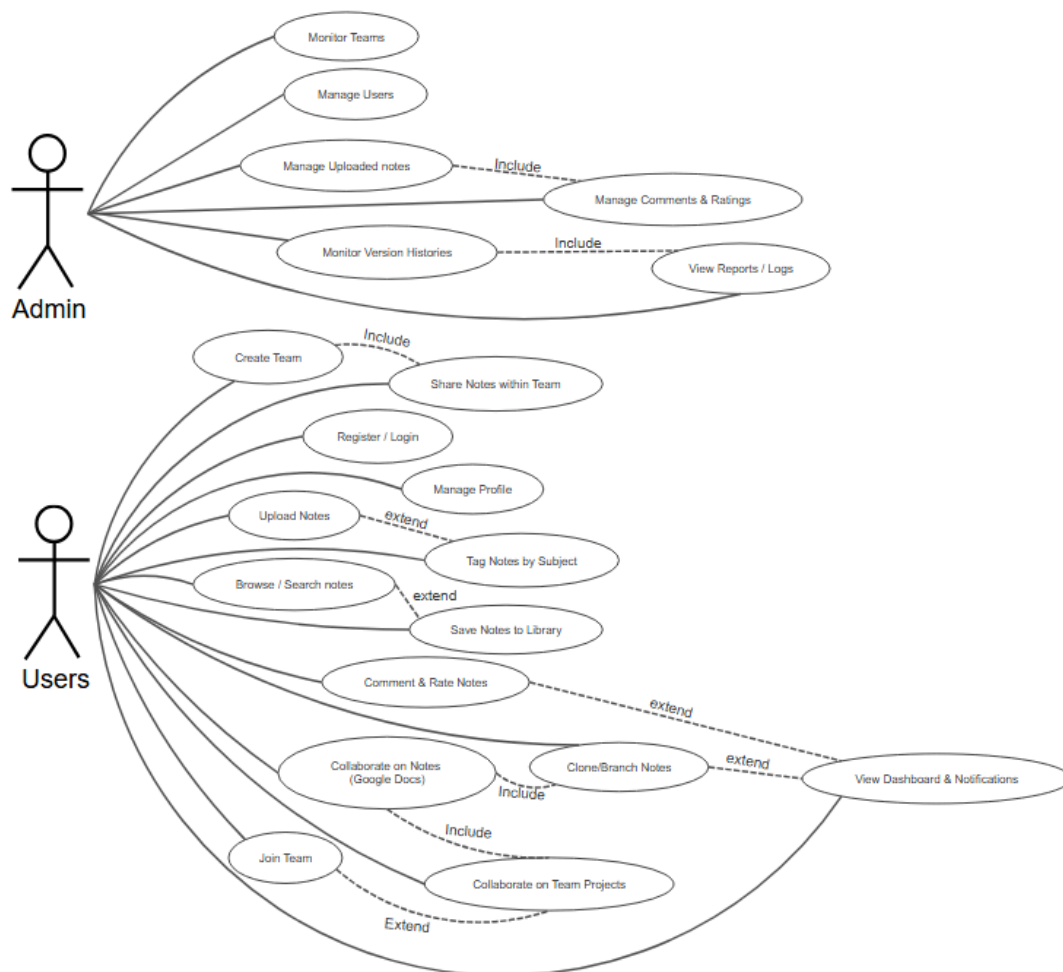 Monitor Teams
Manage Users
Manage Uploaded notes
Include
Manage Comments & Ratings
Monitor Version Histories
Include
View Reports / Logs
Admin
Create Team
Include
Share Notes within Team
Register / Login
Manage Profile
Upload Notes
extend
Tag Notes by Subject
Browse / Search notes
extend
Save Notes to Library
Users
Comment & Rate Notes
extend
Collaborate on Notes
(Google Docs)
Include
Clone/Branch Notes
extend
View Dashboard & Notifications
Include
Join Team
Collaborate on Team Projects
Extend